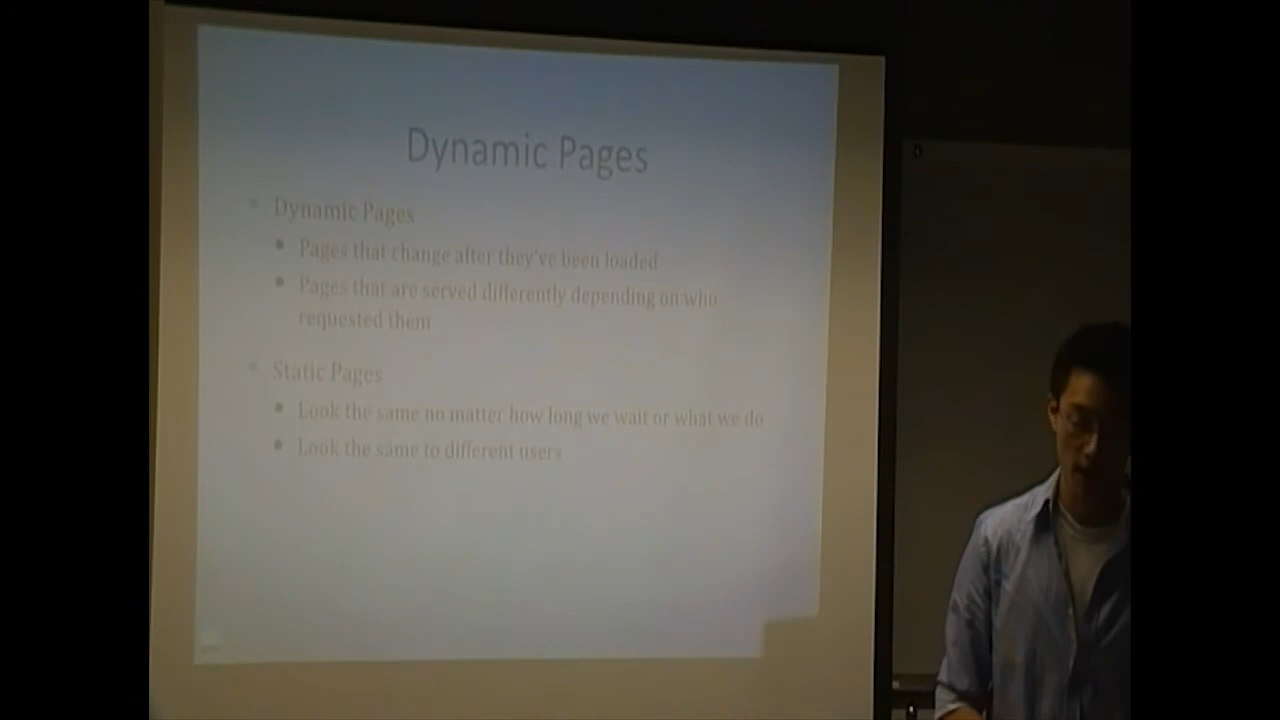 Dynamic Pages
Dynamic Pages
Pages that change after they've been loaded
Pages that are served differently depending on who
requested them
Static Pages
Look the same no matter how long we wait or what we do
Look the same to different users